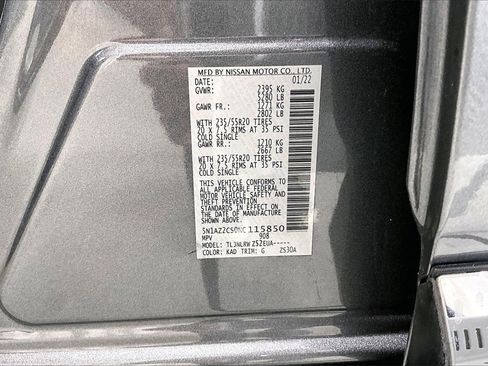 MFD BY NISSAN MOTOR CO., LTD.
DATE: 01/22
GVWR: 2395 KG
5280 LB
GAWR FR.: 1271 KG
2802 LB
WITH 235/55R20 TIRES
20 x 7.5 RIMS AT 35 PSI
COLD SINGLE
GAWR RR.: 1210 KG
2667 LB
WITH 235/55R20 TIRES
20 x 7.5 RIMS AT 35 PSI
COLD SINGLE
THIS VEHICLE CONFORMS TO
ALL APPLICABLE FEDERAL
MOTOR VEHICLE SAFETY
STANDARDS IN EFFECT ON
THE DATE OF MANUFACTURE
SHOWN ABOVE.
5N1AZ2CS0NC115850
MPV 908
MODEL: TL3NLRW Z52EUA-----
COLOR: KAD TRIM: G ZS30A